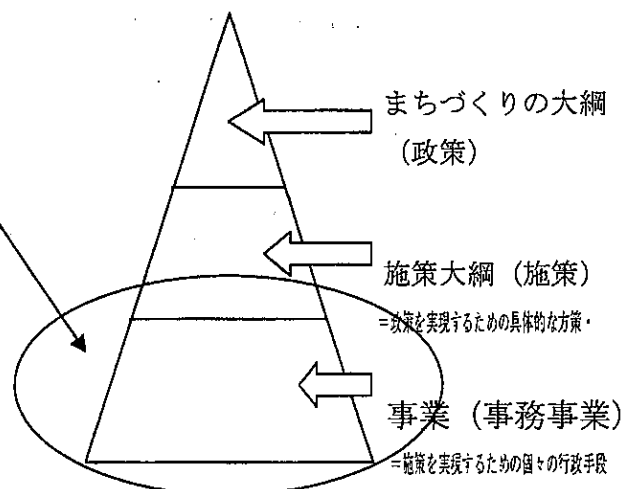 まちづくりの大綱
（政策）
施策大綱（施策）
＝政策を実現するための具体的な方策・
事業（事務事業）
＝施策を実現するための個々の行政手段